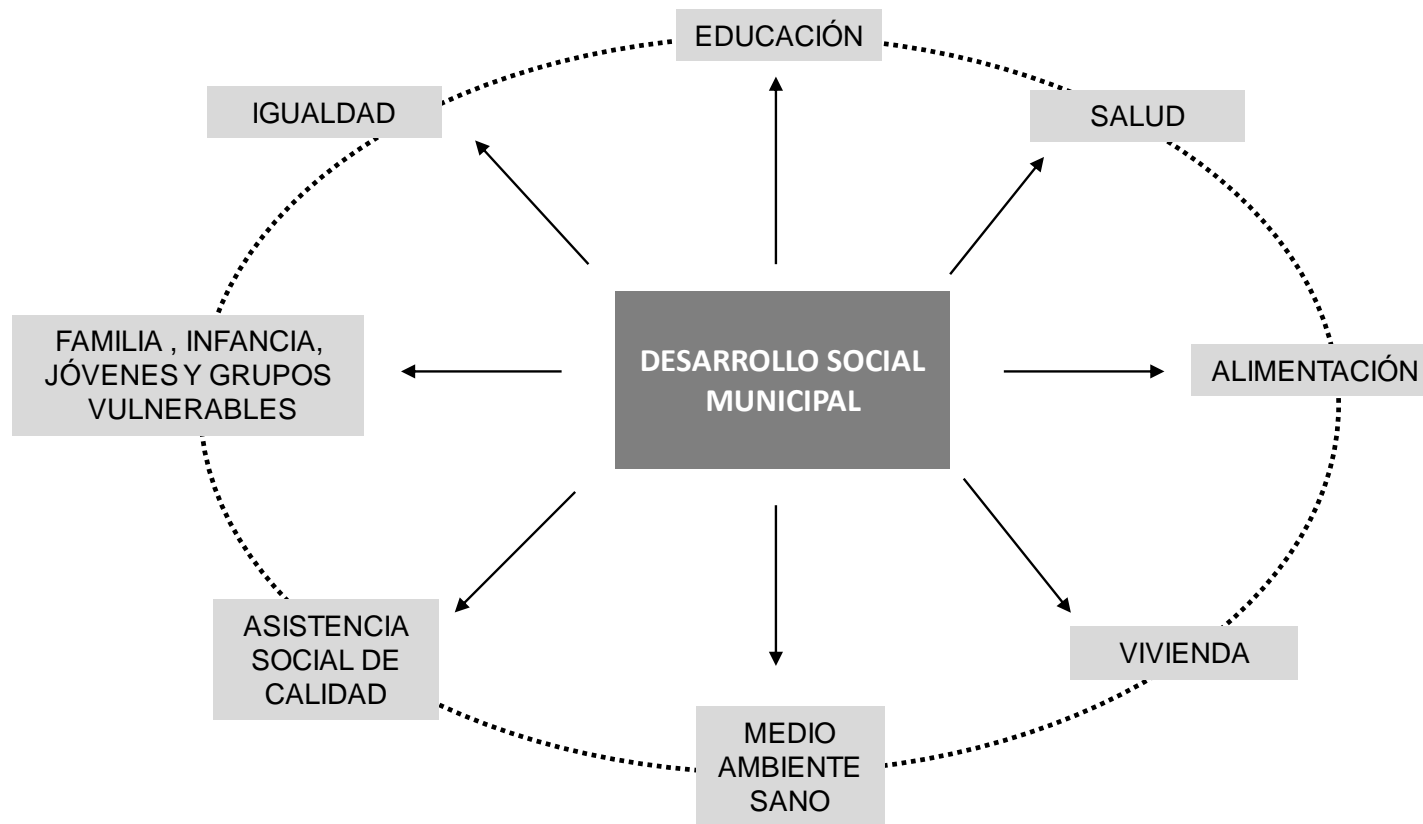 EDUCACIÓN
IGUALDAD
SALUD
FAMILIA , INFANCIA,
JÓVENES Y GRUPOS
VULNERABLES
DESARROLLO SOCIAL
MUNICIPAL
ALIMENTACIÓN
ASISTENCIA
SOCIAL DE
CALIDAD
VIVIENDA
MEDIO
AMBIENTE
SANO